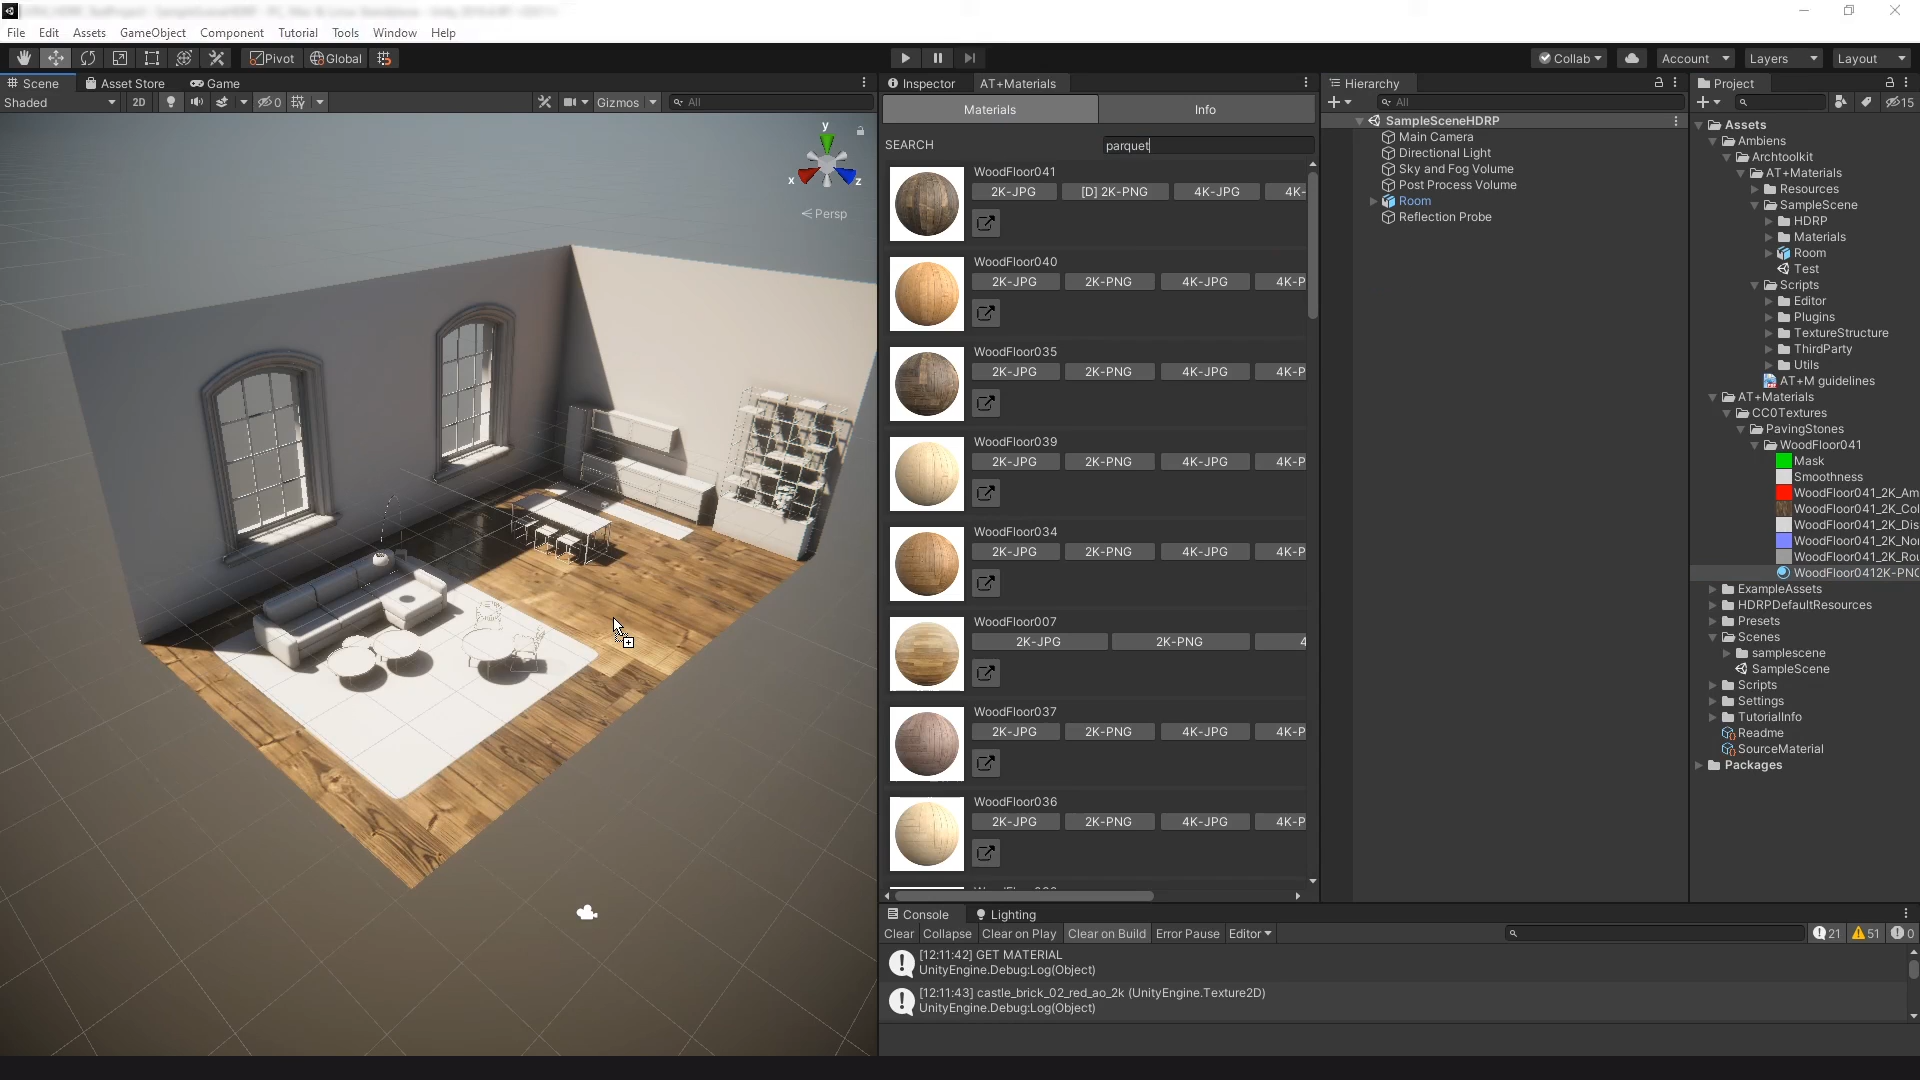 File Edit Assets GameObject Component Tutorial Tools Window Help
Pivot Global
Collab Account Layers Layout
Scene Asset Store Game
Shaded 2D 0 Gizmos All
y
x z
Persp
Inspector AT+Materials
Materials Info
SEARCH parquet
WoodFloor041
2K-JPG [D] 2K-PNG 4K-JPG 4K-
WoodFloor040
2K-JPG 2K-PNG 4K-JPG 4K-P
WoodFloor035
2K-JPG 2K-PNG 4K-JPG 4K-P
WoodFloor039
2K-JPG 2K-PNG 4K-JPG 4K-P
WoodFloor034
2K-JPG 2K-PNG 4K-JPG 4K-P
WoodFloor007
2K-JPG 2K-PNG 4
WoodFloor037
2K-JPG 2K-PNG 4K-JPG 4K-P
WoodFloor036
2K-JPG 2K-PNG 4K-JPG 4K-P
Hierarchy
All
SampleSceneHDRP
Main Camera
Directional Light
Sky and Fog Volume
Post Process Volume
Room
Reflection Probe
Project
15
Assets
Ambiens
Archtoolkit
AT+Materials
Resources
SampleScene
HDRP
Materials
Room
Test
Scripts
Editor
Plugins
TextureStructure
ThirdParty
Utils
AT+M guidelines
AT+Materials
CC0Textures
PavingStones
WoodFloor041
Mask
Smoothness
WoodFloor041_2K_Am
WoodFloor041_2K_Col
WoodFloor041_2K_Dis
WoodFloor041_2K_Nor
WoodFloor041_2K_Rou
WoodFloor0412K-PNG
ExampleAssets
HDRPDefaultResources
Presets
Scenes
samplescene
SampleScene
Scripts
Settings
TutorialInfo
Readme
SourceMaterial
Packages
Console Lighting
Clear Collapse Clear on Play Clear on Build Error Pause Editor 21 51 0
[12:11:42] GET MATERIAL
UnityEngine.Debug:Log(Object)
[12:11:43] castle_brick_02_red_ao_2k (UnityEngine.Texture2D)
UnityEngine.Debug:Log(Object)